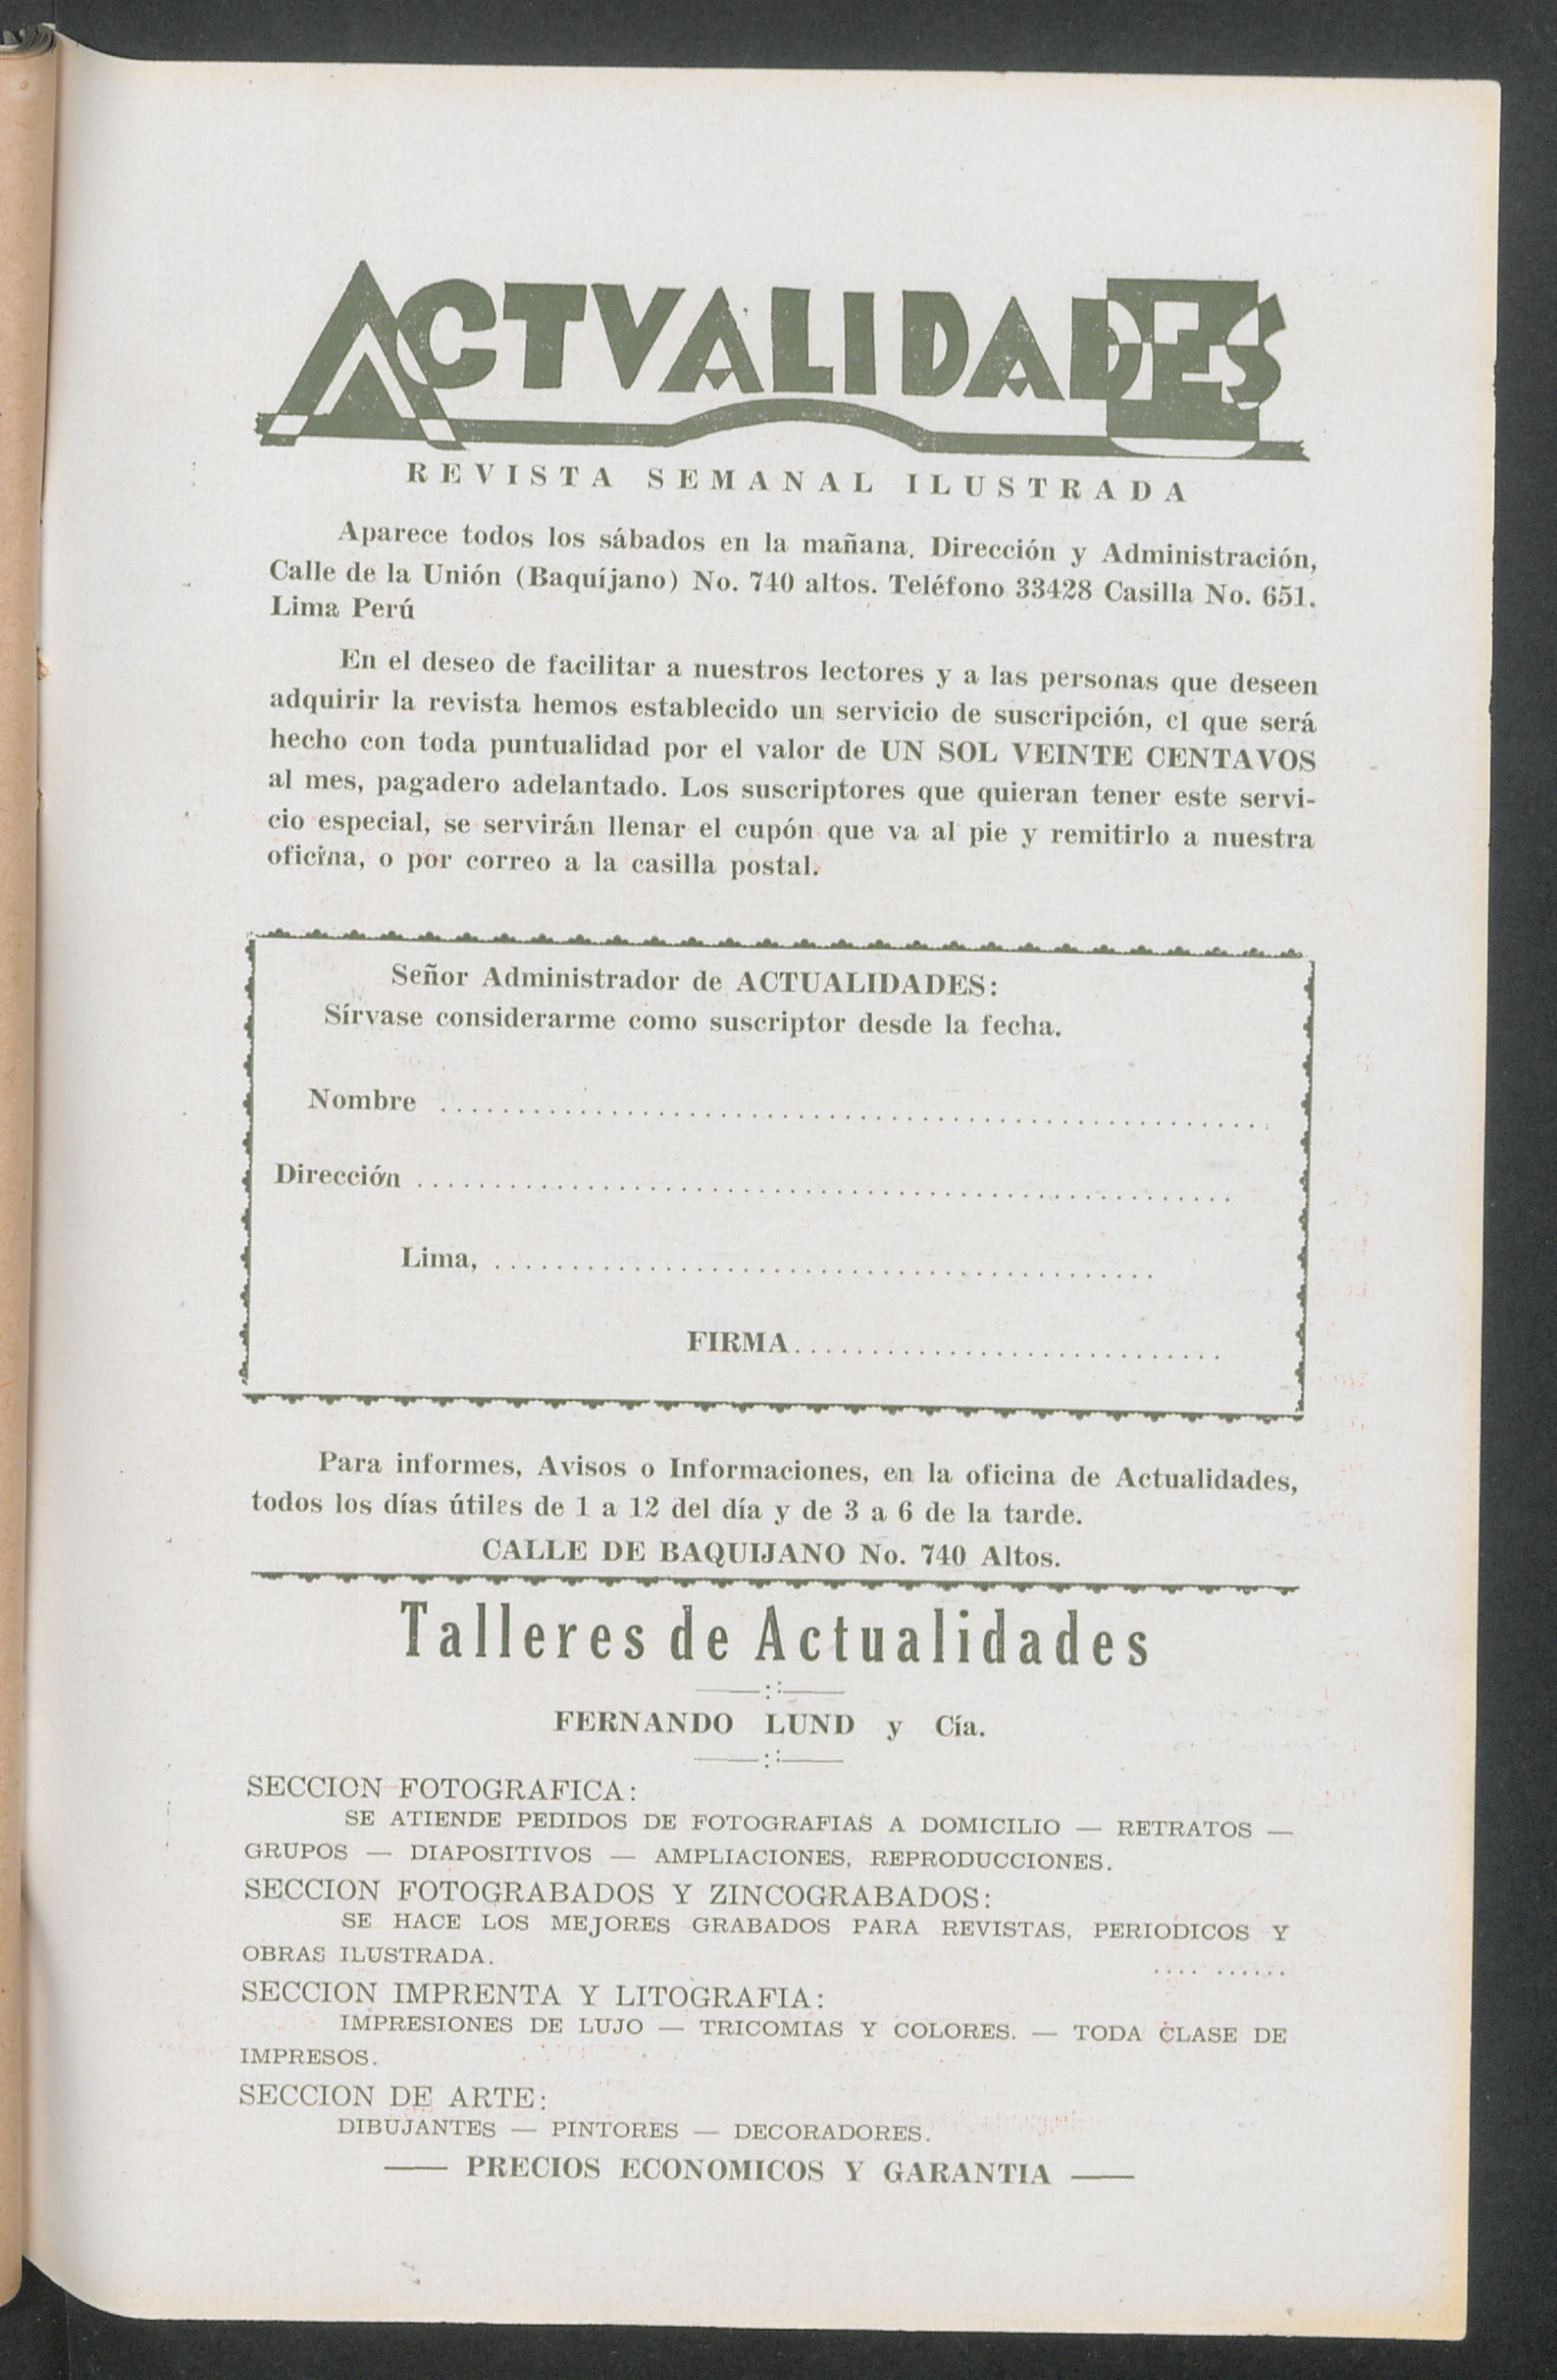 ACTVALIDADES
REVISTA SEMANAL ILUSTRADA
Aparece todos los sábados en la mañana. Dirección y Administración,
Calle de la Unión (Baquíjano) No. 740 altos. Teléfono 33428 Casilla No. 651.
Lima Perú
En el deseo de facilitar a nuestros lectores y a las personas que deseen
adquirir la revista hemos establecido un servicio de suscripción, el que será
hecho con toda puntualidad por el valor de UN SOL VEINTE CENTAVOS
al mes, pagadero adelantado. Los suscriptores que quieran tener este servi-
cio especial, se servirán llenar el cupón que va al pie y remitirlo a nuestra
oficina, o por correo a la casilla postal.
Señor Administrador de ACTUALIDADES:
Sírvase considerarme como suscriptor desde la fecha.
Nombre ......................................................
Dirección .....................................................
Lima, ...........................................
FIRMA............................
Para informes, Avisos o Informaciones, en la oficina de Actualidades,
todos los días útiles de 1 a 12 del día y de 3 a 6 de la tarde.
CALLE DE BAQUIJANO No. 740 Altos.
Talleres de Actualidades
——:：——
FERNANDO LUND y Cía.
——:：——
SECCION FOTOGRAFICA:
SE ATIENDE PEDIDOS DE FOTOGRAFIAS A DOMICILIO — RETRATOS —
GRUPOS — DIAPOSITIVOS — AMPLIACIONES, REPRODUCCIONES.
SECCION FOTOGRABADOS Y ZINCOGRABADOS:
SE HACE LOS MEJORES GRABADOS PARA REVISTAS, PERIODICOS Y
OBRAS ILUSTRADA. .... ......
SECCION IMPRENTA Y LITOGRAFIA:
IMPRESIONES DE LUJO — TRICOMIAS Y COLORES. — TODA CLASE DE
IMPRESOS.
SECCION DE ARTE:
DIBUJANTES — PINTORES — DECORADORES.
—— PRECIOS ECONOMICOS Y GARANTIA ——